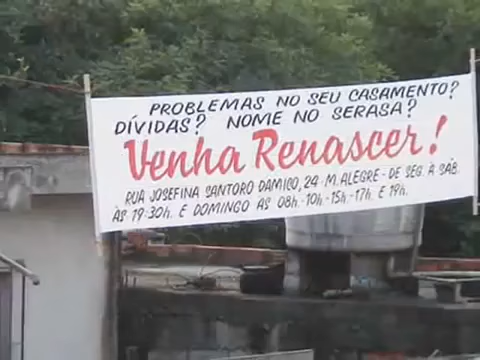 PROBLEMAS NO SEU CASAMENTO?
DÍVIDAS? NOME NO SERASA?
Venha Renascer!
RUA JOSEFINA SANTORO DAMICO, 24 - M. ALEGRE - DE SEG. À SÁB.
ÀS 19:30h. E DOMINGO AS 08h - 10h - 15h - 17h E 19h.